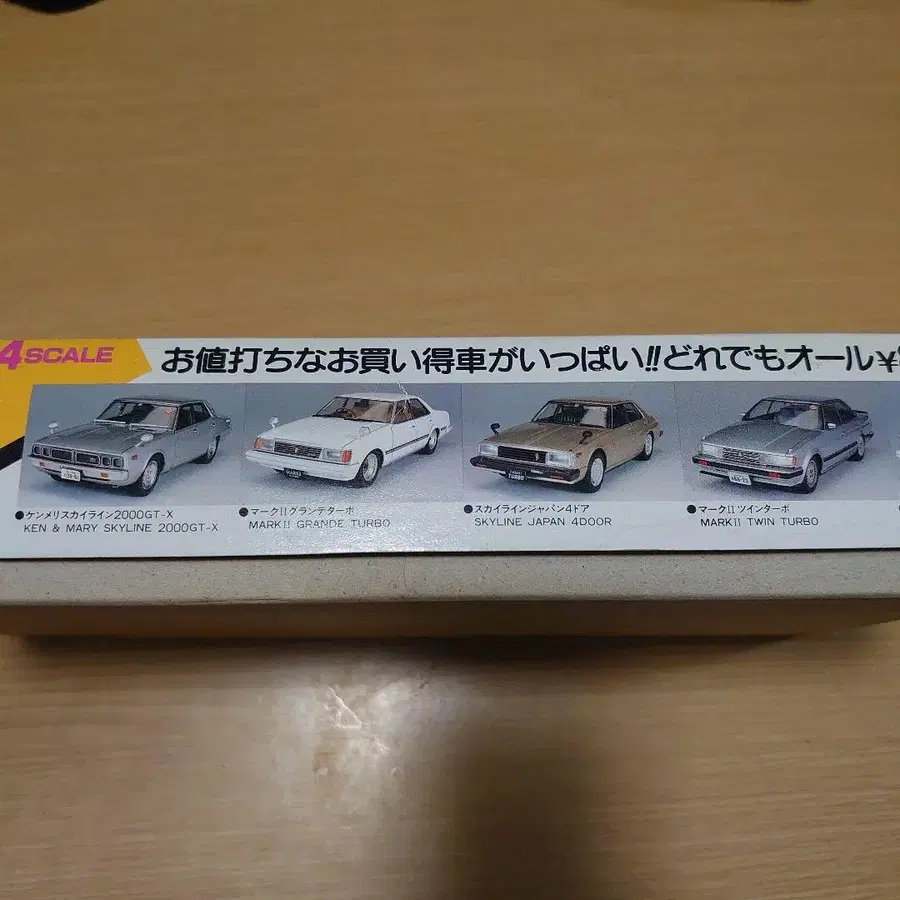 4 SCALE
お値打ちなお買い得車がいっぱい!!どれでもオール¥
●ケンメリスカイライン2000GT-X
KEN & MARY SKYLINE 2000GT-X
●マークIIグランデターボ
MARKII GRANDE TURBO
●スカイラインジャパン4ドア
SKYLINE JAPAN 4DOOR
●マークIIツインターボ
MARKII TWIN TURBO